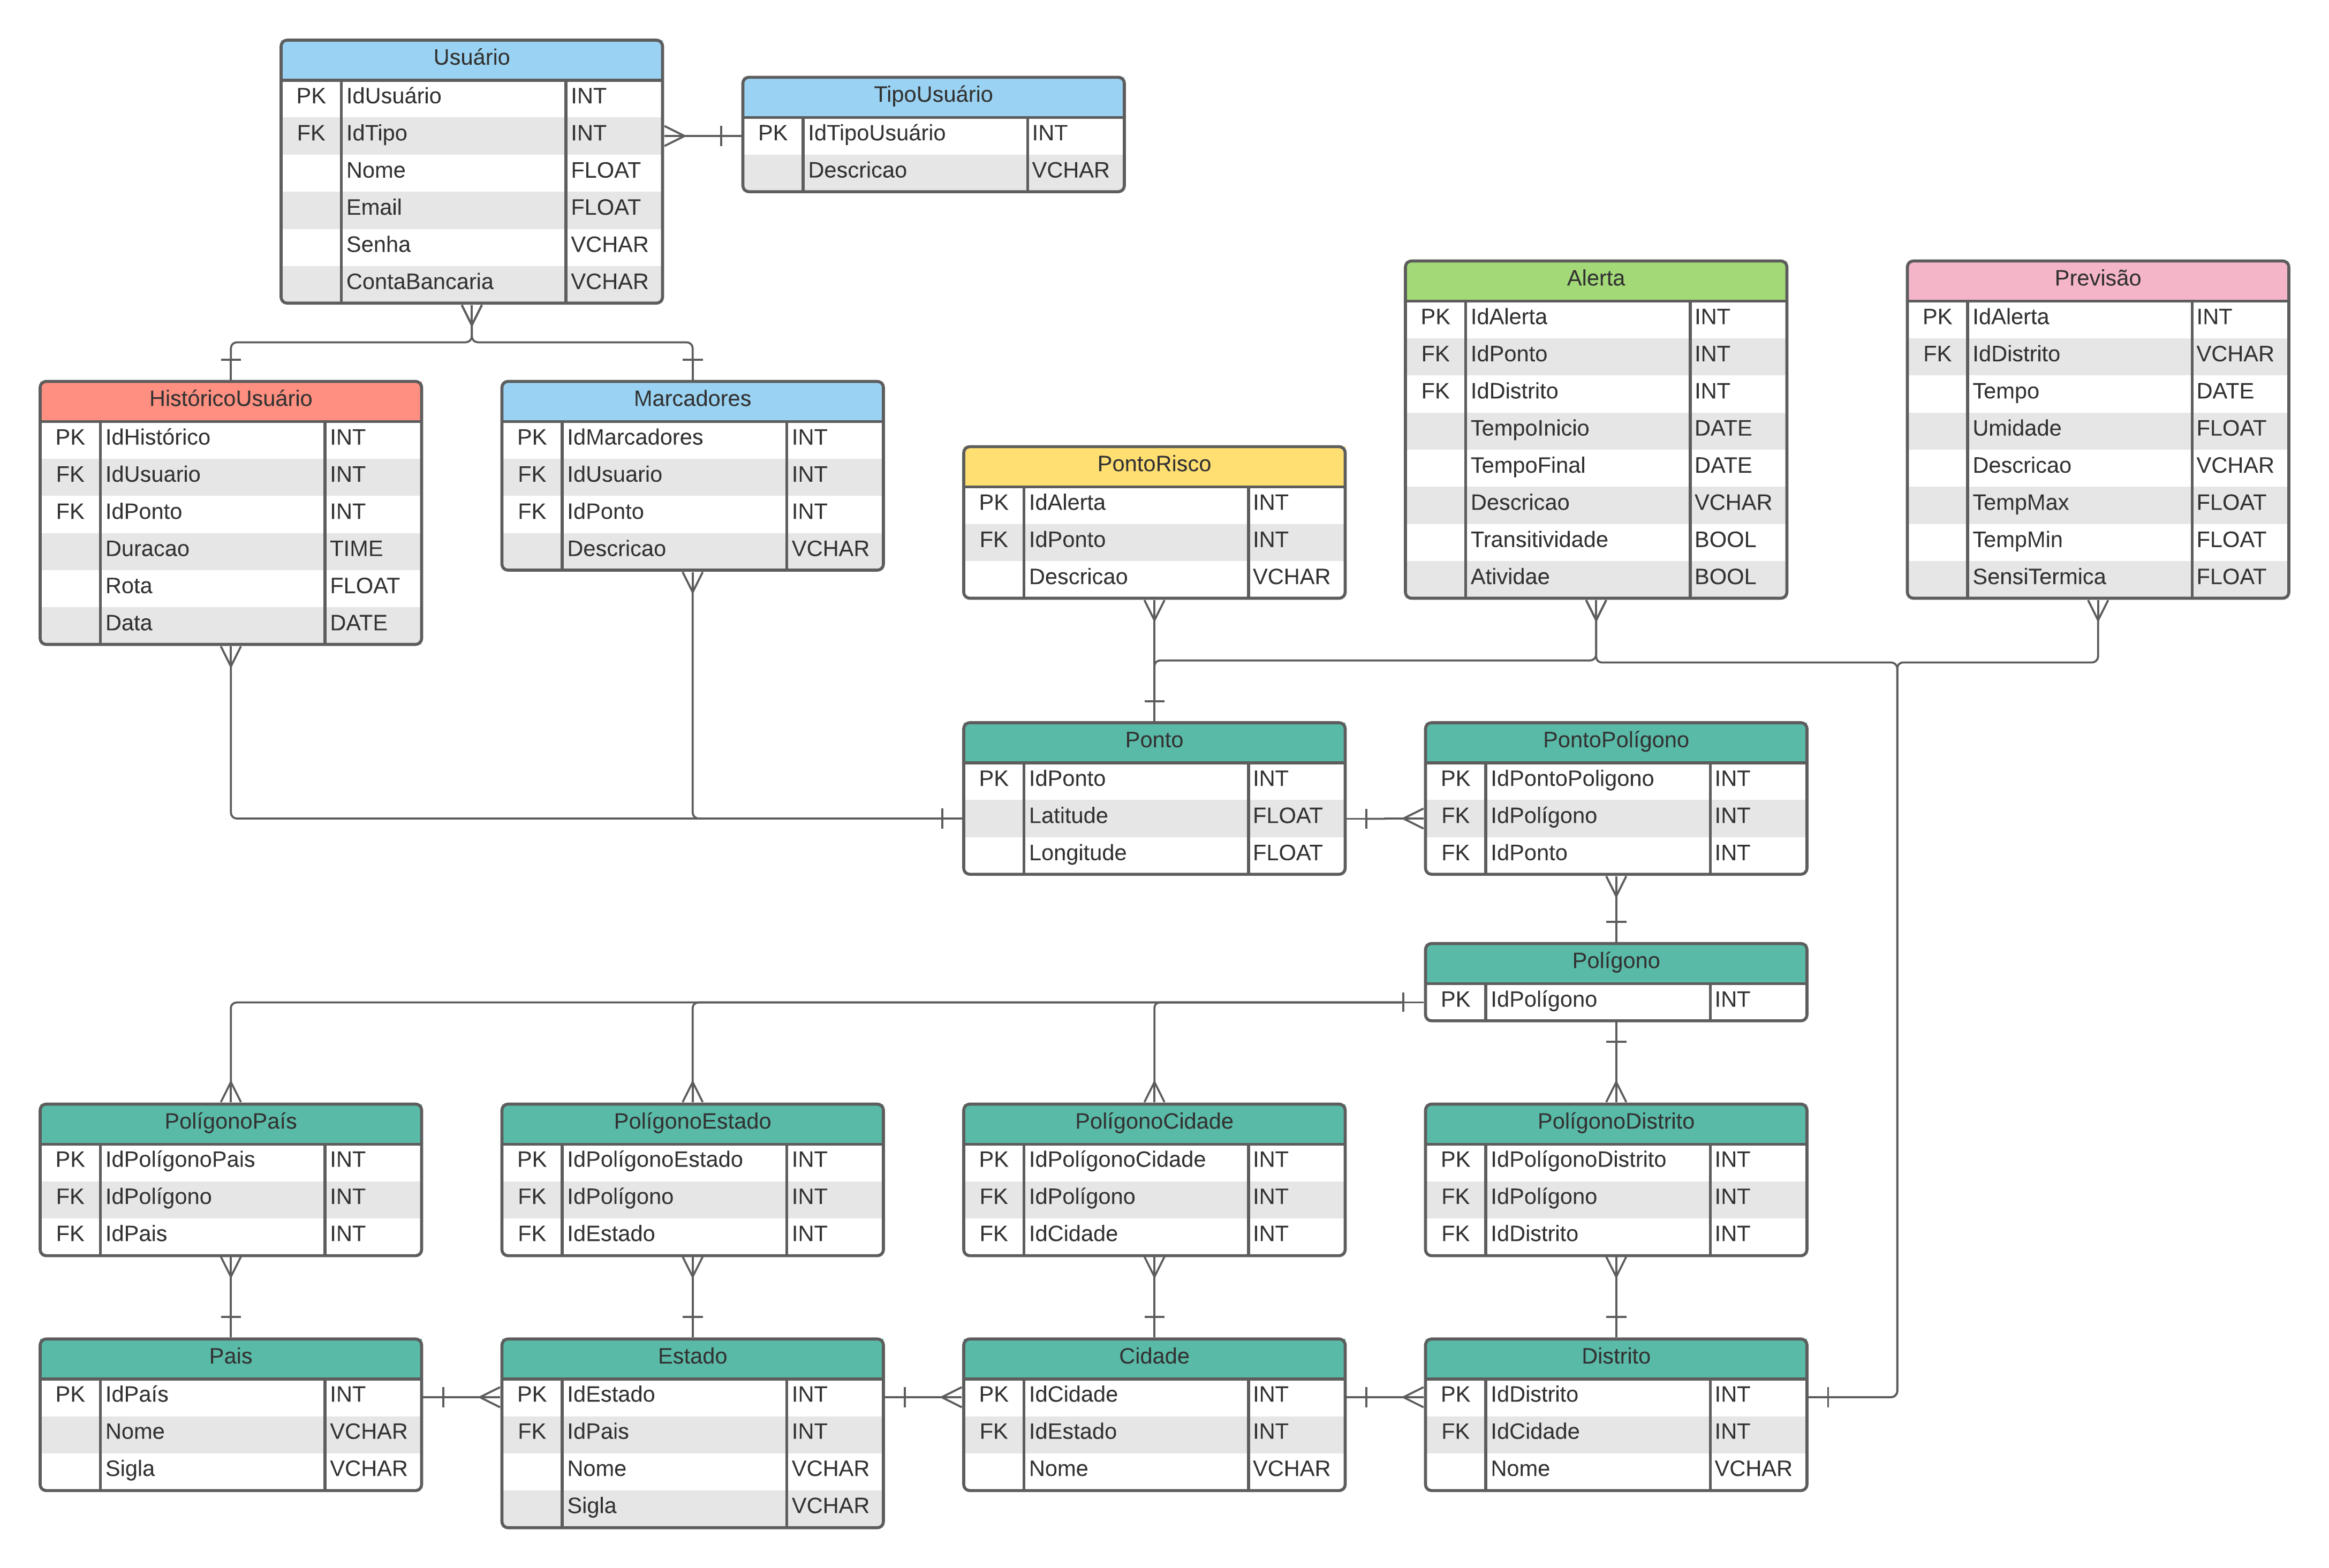 Usuário
PK IdUsuário INT
FK IdTipo INT
Nome FLOAT
Email FLOAT
Senha VCHAR
ContaBancaria VCHAR
TipoUsuário
PK IdTipoUsuário INT
Descricao VCHAR
HistóricoUsuário
PK IdHistórico INT
FK IdUsuario INT
FK IdPonto INT
Duracao TIME
Rota FLOAT
Data DATE
Marcadores
PK IdMarcadores INT
FK IdUsuario INT
FK IdPonto INT
Descricao VCHAR
PontoRisco
PK IdAlerta INT
FK IdPonto INT
Descricao VCHAR
Alerta
PK IdAlerta INT
FK IdPonto INT
FK IdDistrito INT
TempoInicio DATE
TempoFinal DATE
Descricao VCHAR
Transitividade BOOL
Ativídae BOOL
Previsão
PK IdAlerta INT
FK IdDistrito VCHAR
Tempo DATE
Umidade FLOAT
Descricao VCHAR
TempMax FLOAT
TempMin FLOAT
SensiTermica FLOAT
Ponto
PK IdPonto INT
Latitude FLOAT
Longitude FLOAT
PontoPolígono
PK IdPontoPoligono INT
FK IdPolígono INT
FK IdPonto INT
Polígono
PK IdPolígono INT
PolígonoPaís
PK IdPolígonoPais INT
FK IdPolígono INT
FK IdPais INT
PolígonoEstado
PK IdPolígonoEstado INT
FK IdPolígono INT
FK IdEstado INT
PolígonoCidade
PK IdPolígonoCidade INT
FK IdPolígono INT
FK IdCidade INT
PolígonoDistrito
PK IdPolígonoDistrito INT
FK IdPolígono INT
FK IdDistrito INT
Pais
PK IdPaís INT
Nome VCHAR
Sigla VCHAR
Estado
PK IdEstado INT
FK IdPais INT
Nome VCHAR
Sigla VCHAR
Cidade
PK IdCidade INT
FK IdEstado INT
Nome VCHAR
Distrito
PK IdDistrito INT
FK IdCidade INT
Nome VCHAR